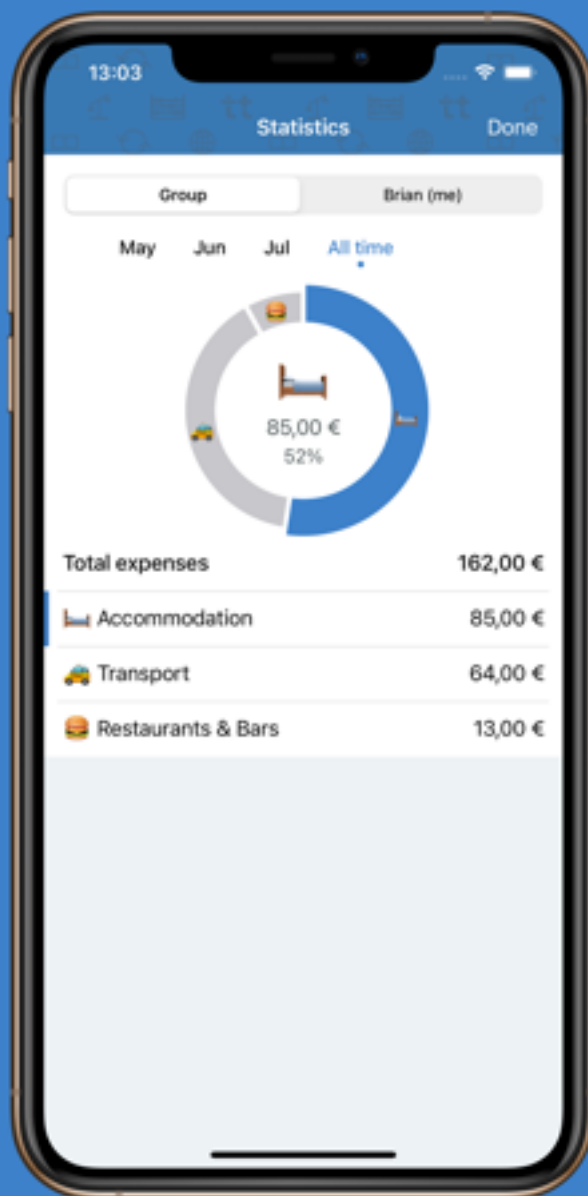 13:03
Statistics
Done
Group
Brian (me)
May
Jun
Jul
All time
85,00 €
52%
Total expenses
162,00 €
Accommodation
85,00 €
Transport
64,00 €
Restaurants & Bars
13,00 €